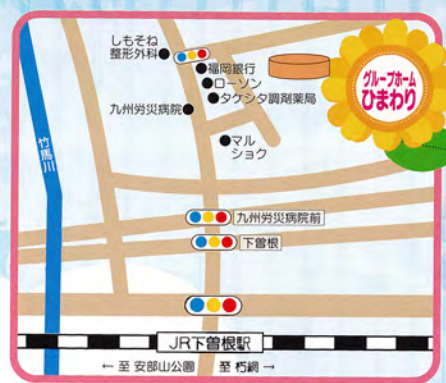 しもそね
整形外科
福岡銀行
ローソン
タケシタ調剤薬局
九州労災病院
マル
ショク
グループホーム
ひまわり
竹馬川
九州労災病院前
下曽根
JR下曽根駅
← 至 安部山公園 至 朽網 →